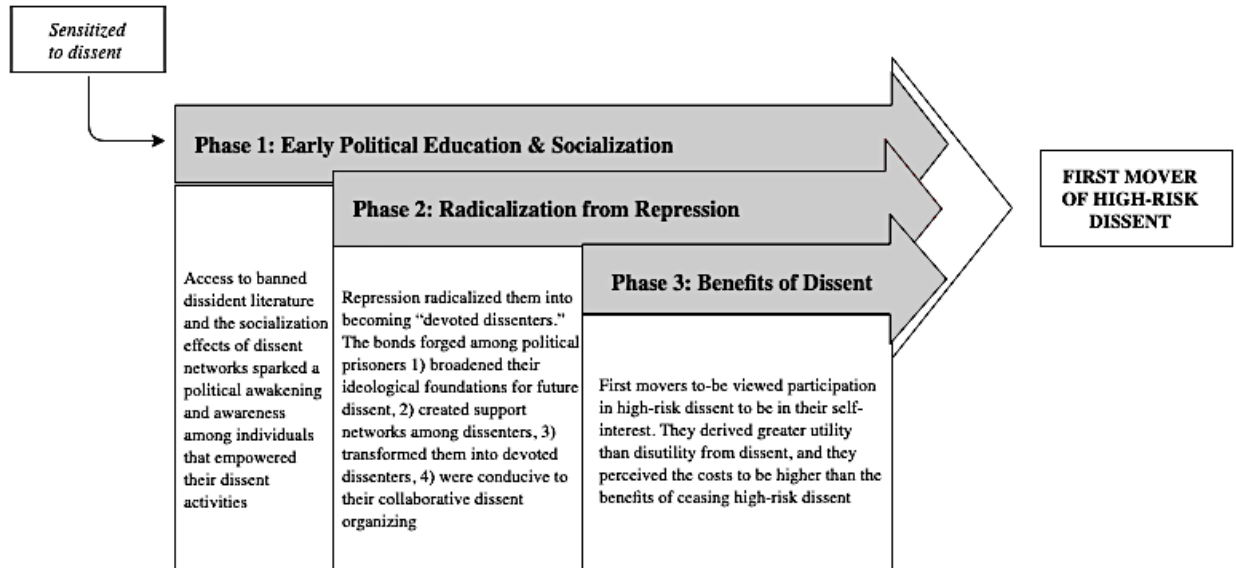 Sensitized
to dissent
Phase 1: Early Political Education & Socialization
Phase 2: Radicalization from Repression
Phase 3: Benefits of Dissent
FIRST MOVER
OF HIGH-RISK
DISSENT
Access to banned
dissident literature
and the socialization
effects of dissent
networks sparked a
political awakening
and awareness
among individuals
that empowered
their dissent
activities
Repression radicalized them into
becoming “devoted dissenters.”
The bonds forged among political
prisoners 1) broadened their
ideological foundations for future
dissent, 2) created support
networks among dissenters, 3)
transformed them into devoted
dissenters, 4) were conducive to
their collaborative dissent
organizing
First movers to-be viewed participation
in high-risk dissent to be in their self-
interest. They derived greater utility
than disutility from dissent, and they
perceived the costs to be higher than the
benefits of ceasing high-risk dissent